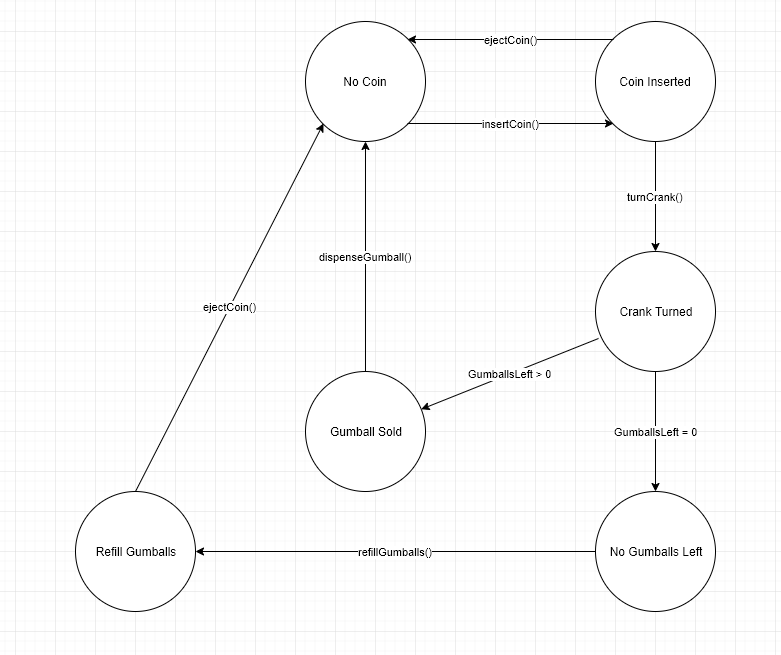 ejectCoin()
No Coin
Coin Inserted
insertCoin()
turnCrank()
dispenseGumball()
ejectCoin()
Crank Turned
GumballsLeft > 0
Gumball Sold
GumballsLeft = 0
Refill Gumballs
refillGumballs()
No Gumballs Left